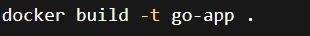 docker build -t go-app .